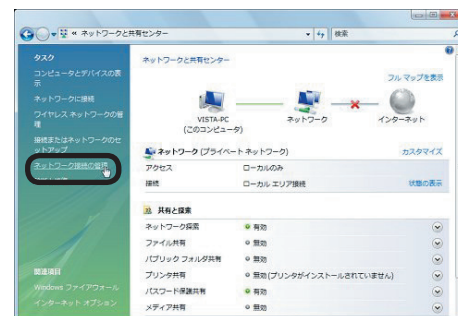 ネットワークと共有センター
検索
タスク
コンピュータとデバイスの表
示
ネットワークに接続
ワイヤレス ネットワークの管
理
接続またはネットワークのセ
ットアップ
ネットワーク接続の管理
関連項目
Windows ファイアウォール
インターネット オプション
ネットワークと共有センター
フル マップを表示
VISTA-PC
(このコンピュータ)
ネットワーク
インターネット
ネットワーク (プライベート ネットワーク)
カスタマイズ
アクセス
ローカルのみ
接続
ローカル エリア接続
状態の表示
共有と探索
ネットワーク探索
有効
ファイル共有
無効
パブリック フォルダ共有
無効
プリンタ共有
無効 (プリンタがインストールされていません)
パスワード保護共有
有効
メディア共有
無効